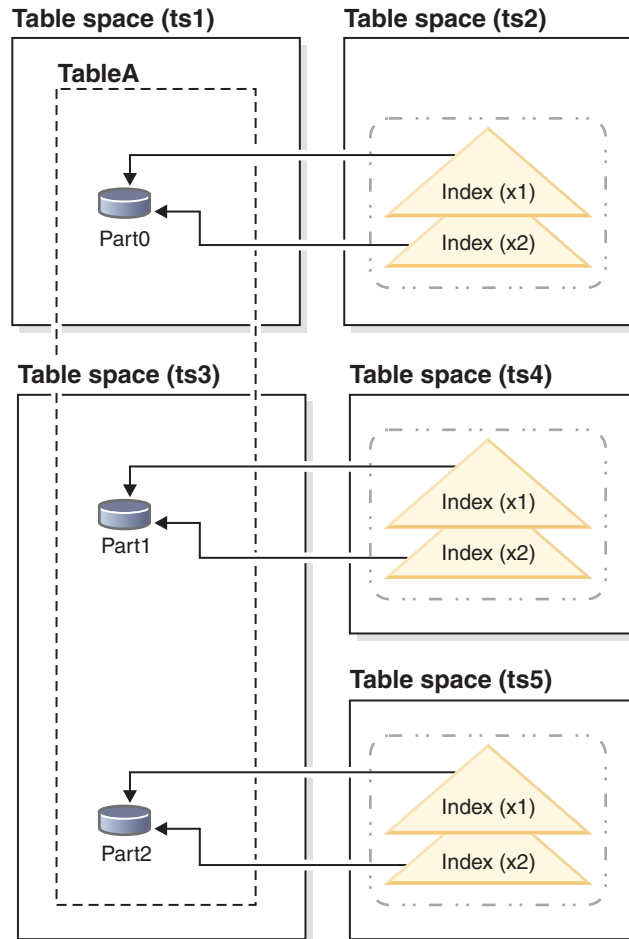 Table space (ts1)
Table space (ts2)
TableA
Index (x1)
Part0
Index (x2)
Table space (ts3)
Table space (ts4)
Index (x1)
Part1
Index (x2)
Table space (ts5)
Index (x1)
Part2
Index (x2)